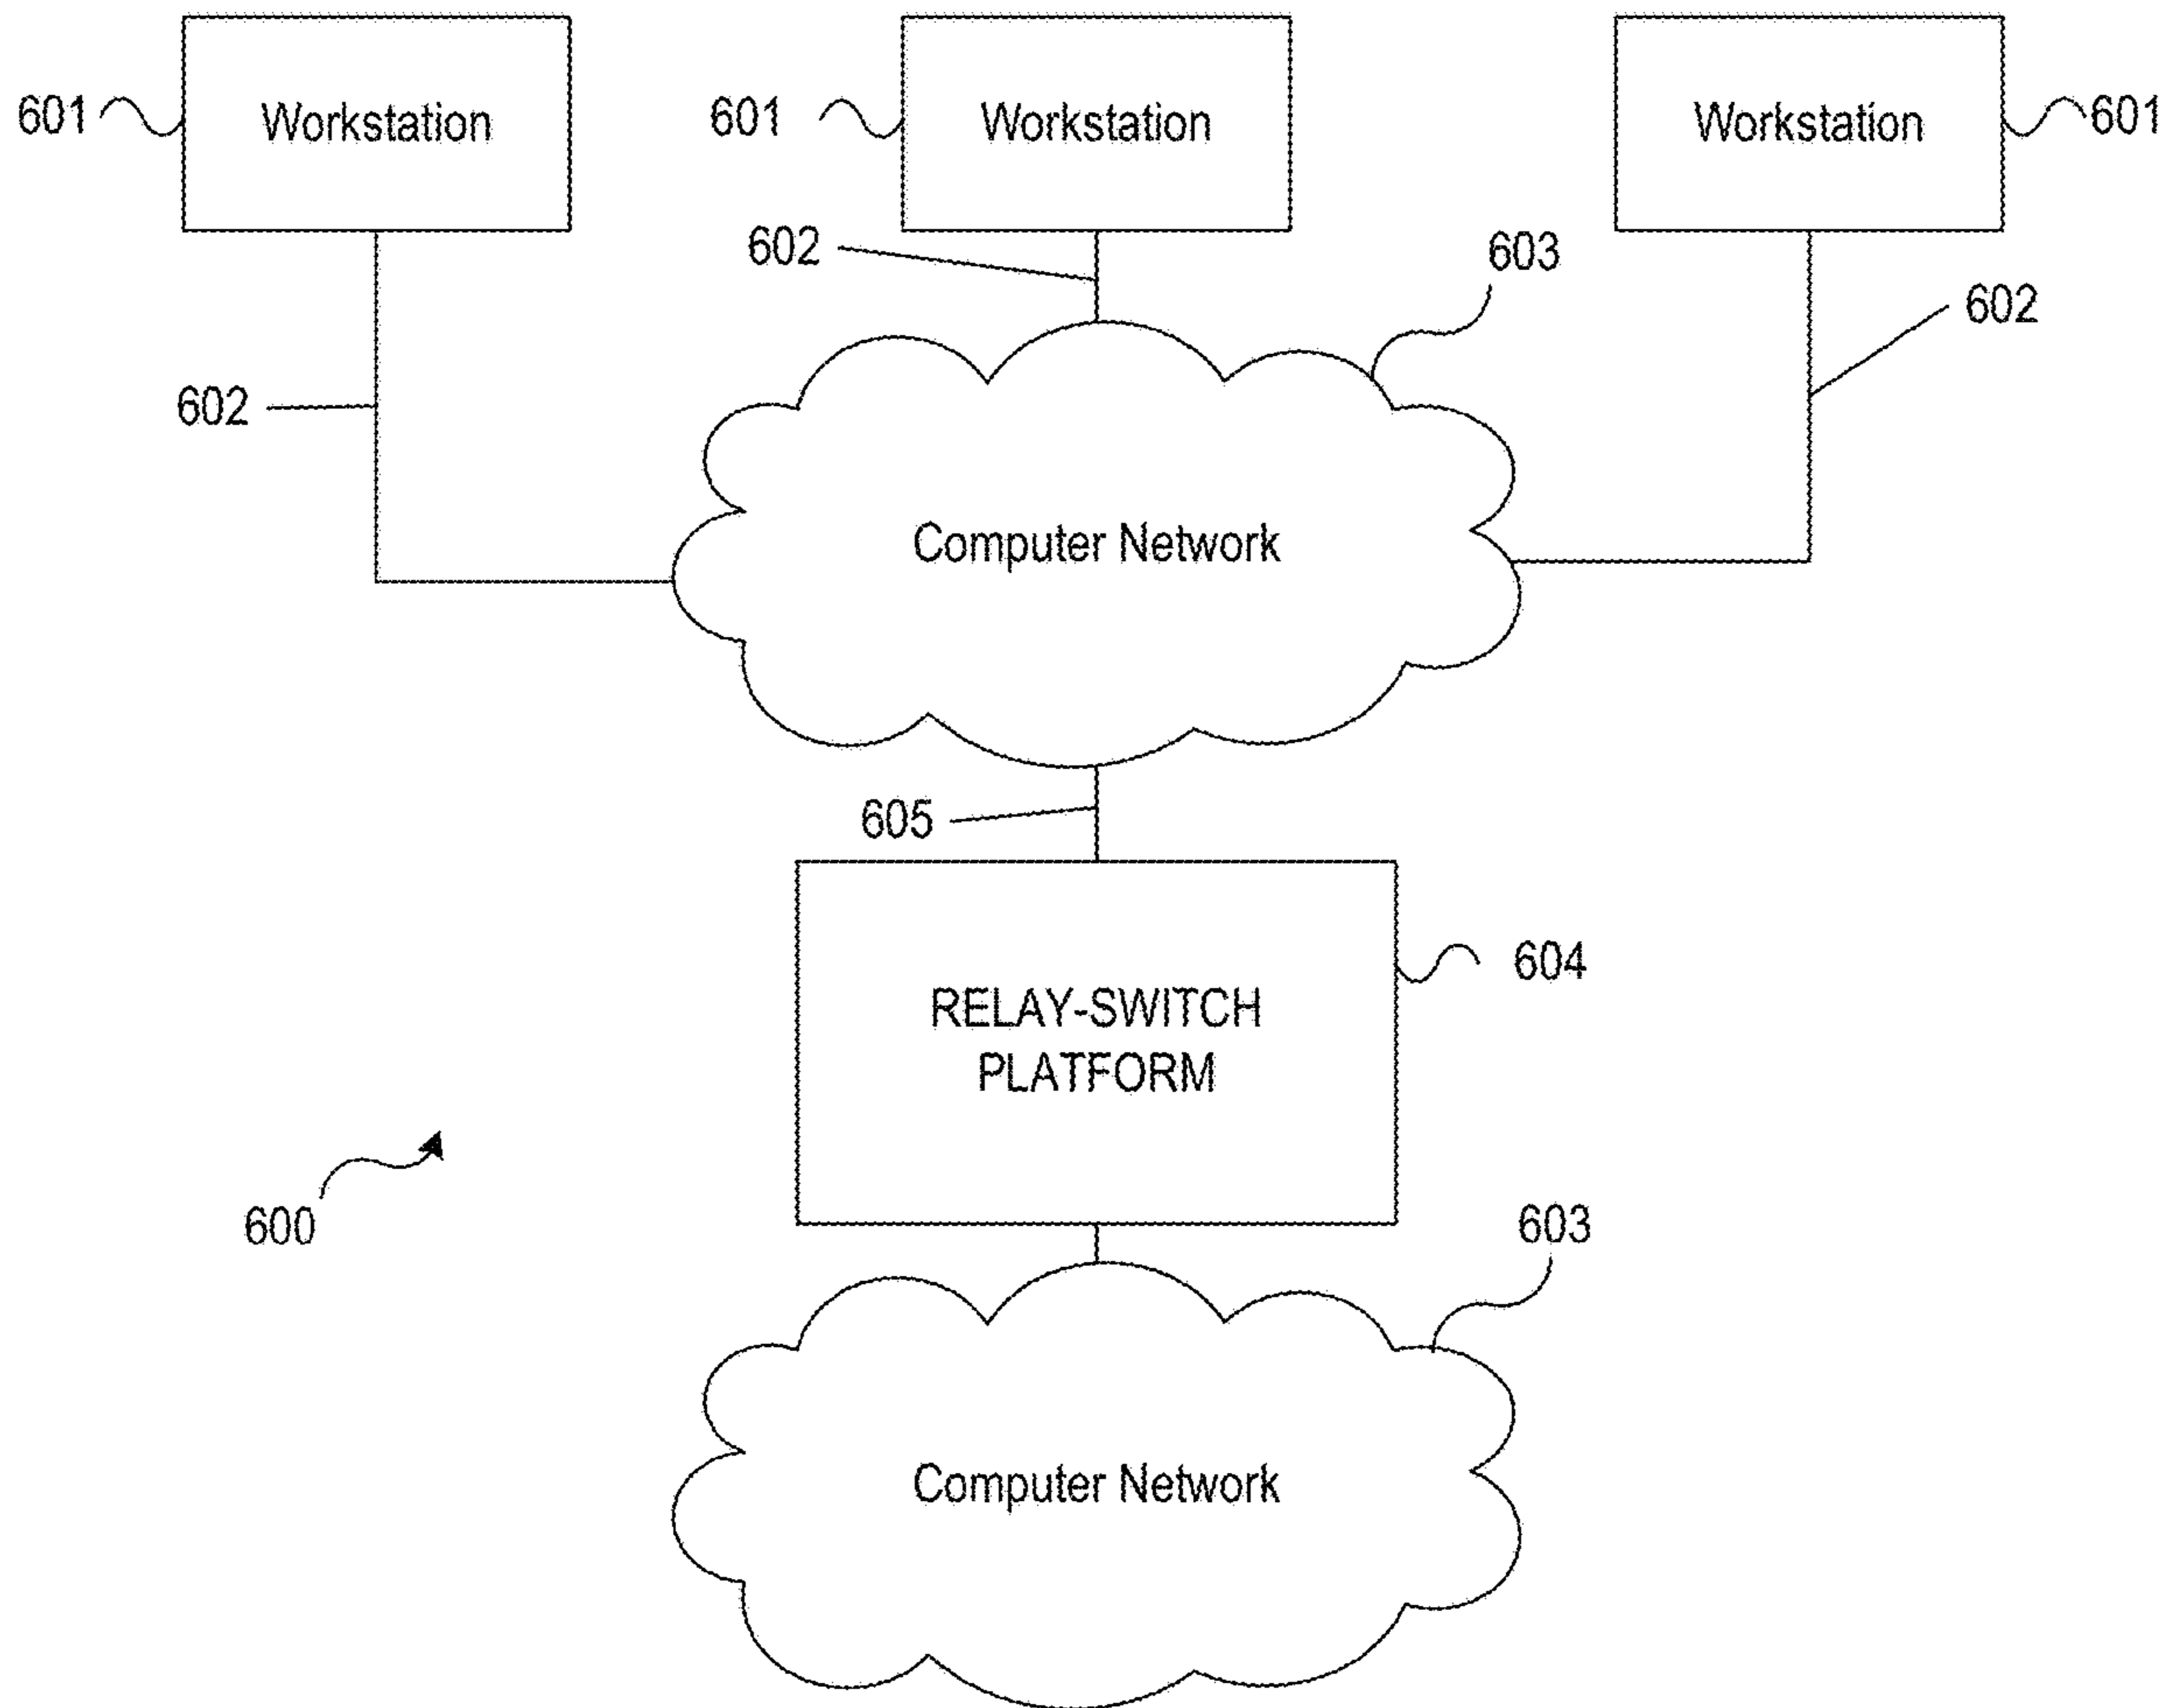 601 Workstation
601 Workstation
Workstation 601
602
603
602
602
Computer Network
605
604
RELAY-SWITCH
PLATFORM
600
603
Computer Network